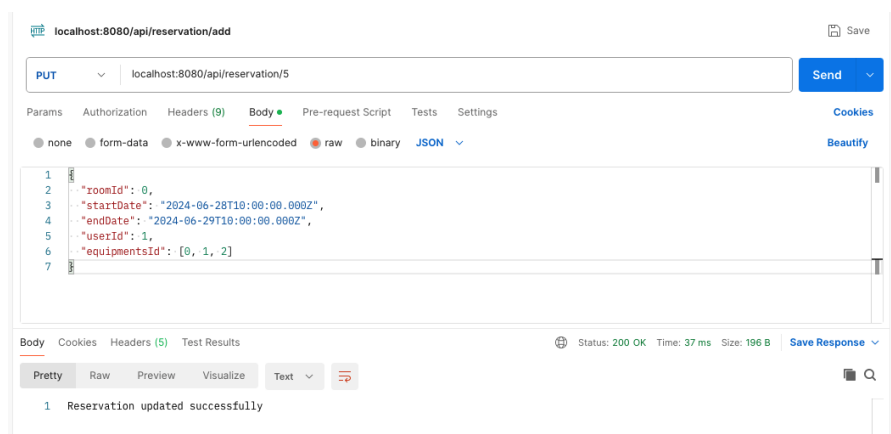 HTTP localhost:8080/api/reservation/add Save
PUT localhost:8080/api/reservation/5 Send
Params Authorization Headers (9) Body Pre-request Script Tests Settings Cookies
none form-data x-www-form-urlencoded raw binary JSON Beautify
1 {
2 "roomId": 0,
3 "startDate": "2024-06-28T10:00:00.000Z",
4 "endDate": "2024-06-29T10:00:00.000Z",
5 "userId": 1,
6 "equipmentsId": [0, 1, 2]
7 }
Body Cookies Headers (5) Test Results Status: 200 OK Time: 37 ms Size: 196 B Save Response
Pretty Raw Preview Visualize Text
1 Reservation updated successfully